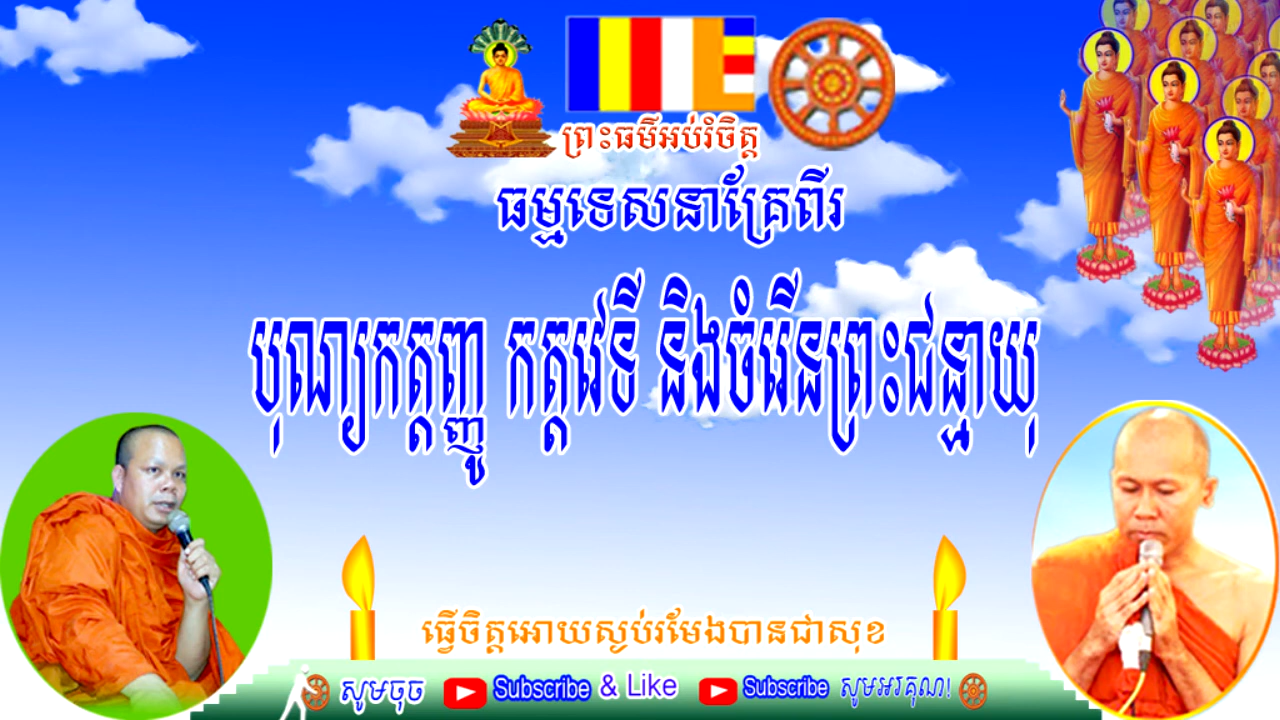 ព្រះធម៌អប់រំចិត្ត
ធម្មទេសនាគ្រែពីរ
បុណ្យកត្តញ្ញូ កត្តវេទី និងចំរើនព្រះជន្មាយុ
ធ្វើចិត្តអោយស្ងប់រមែងបានជាសុខ
សូមចុច Subscribe & Like Subscribe សូមអរគុណ!